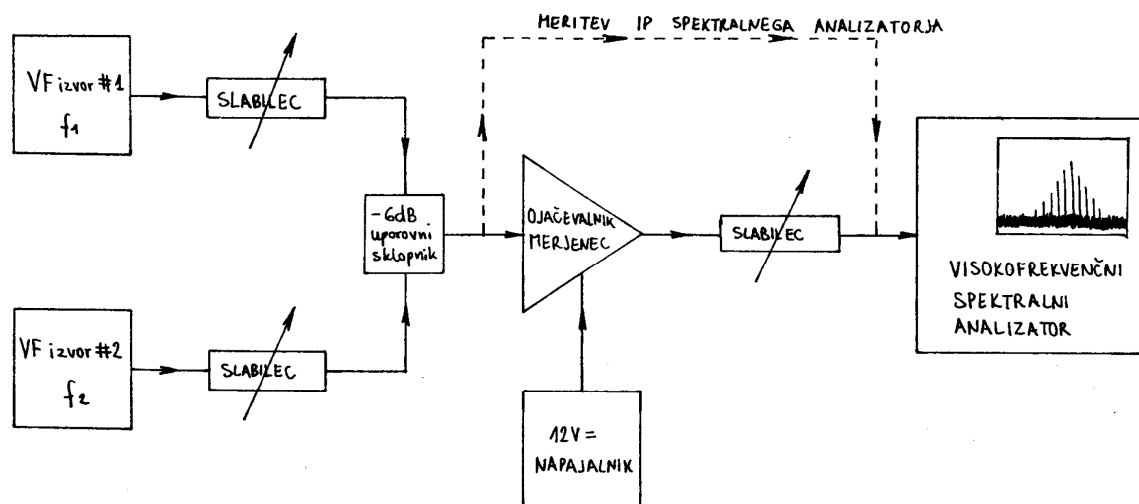 MERITEV IP SPEKTRALNEGA ANALIZATORJA
VF izvor #1
f1
SLABILEC
-6dB
uporovni
sklopnik
OJAČEVALNIK
MERJENEC
SLABILEC
VISOKOFREKVENČNI
SPEKTRALNI
ANALIZATOR
VF izvor #2
f2
SLABILEC
12V=
NAPAJALNIK